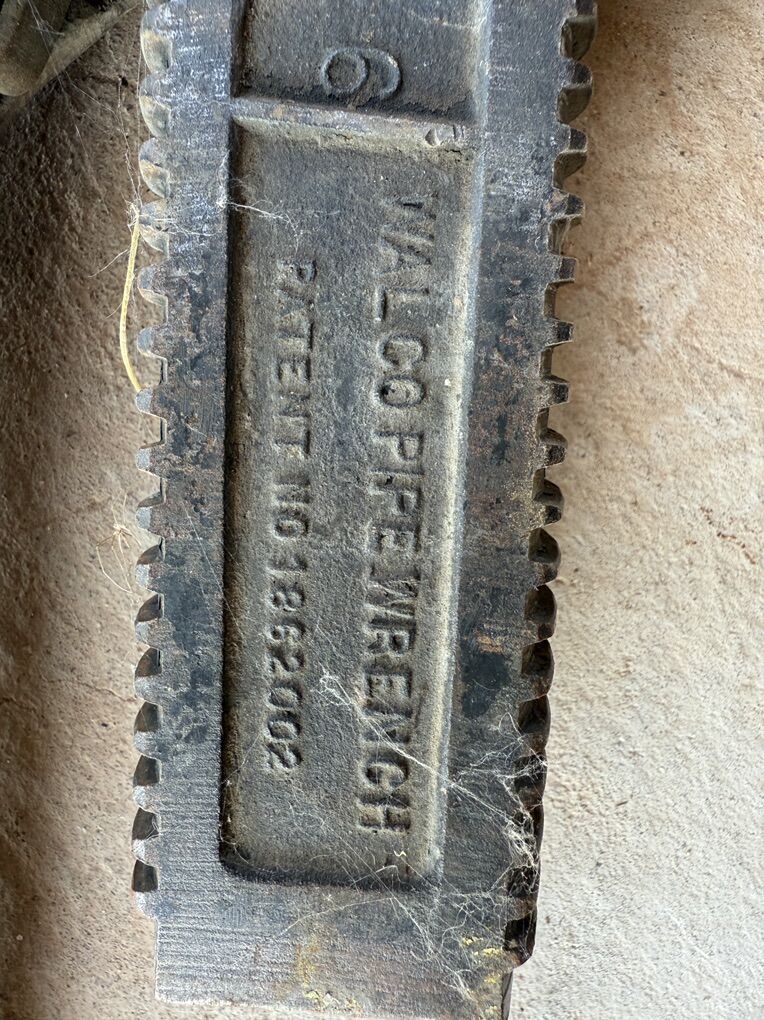 6
WALCO PIPE WRENCH
PATENT NO 1862002